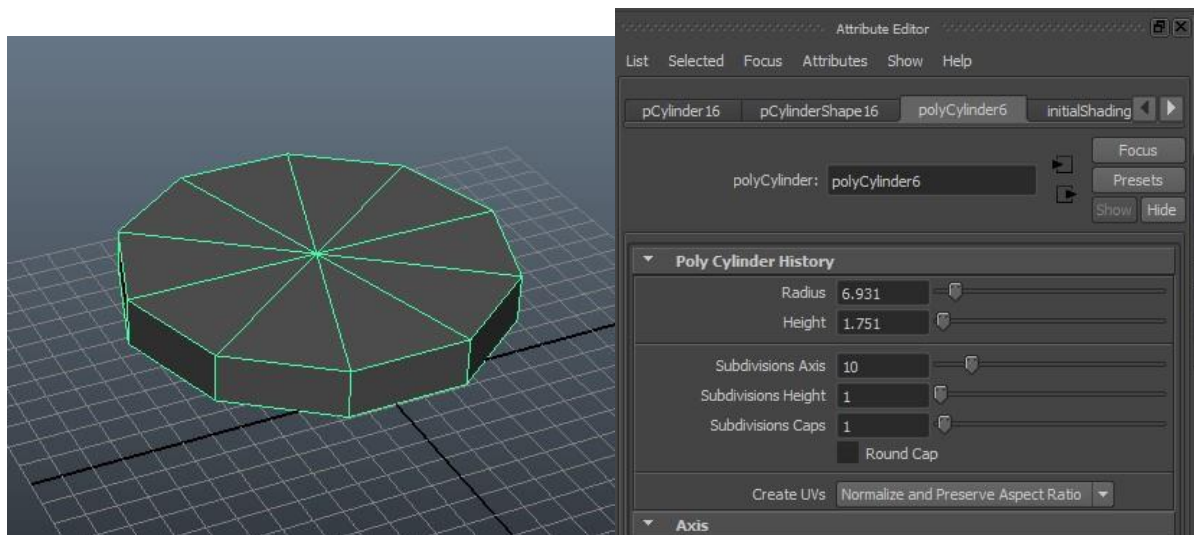 Attribute Editor
List Selected Focus Attributes Show Help
pCylinder16 pCylinderShape16 polyCylinder6 initialShading
Focus
polyCylinder: polyCylinder6 Presets
Show Hide
Poly Cylinder History
Radius 6.931
Height 1.751
Subdivisions Axis 10
Subdivisions Height 1
Subdivisions Caps 1
Round Cap
Create UVs Normalize and Preserve Aspect Ratio
Axis